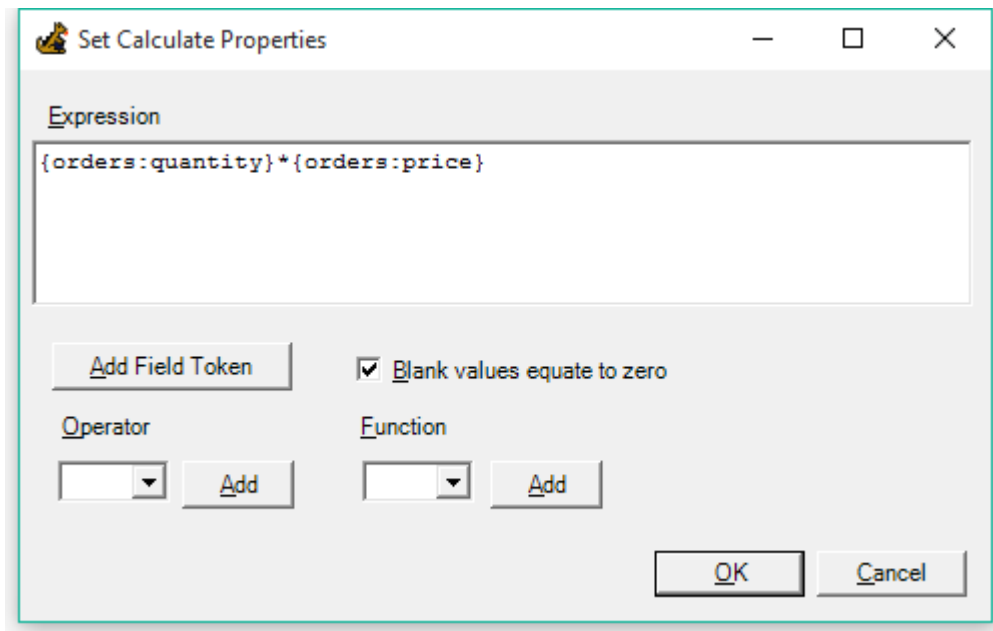 Set Calculate Properties
Expression
{orders:quantity}*{orders:price}
Add Field Token
Blank values equate to zero
Operator
Function
Add
Add
OK
Cancel